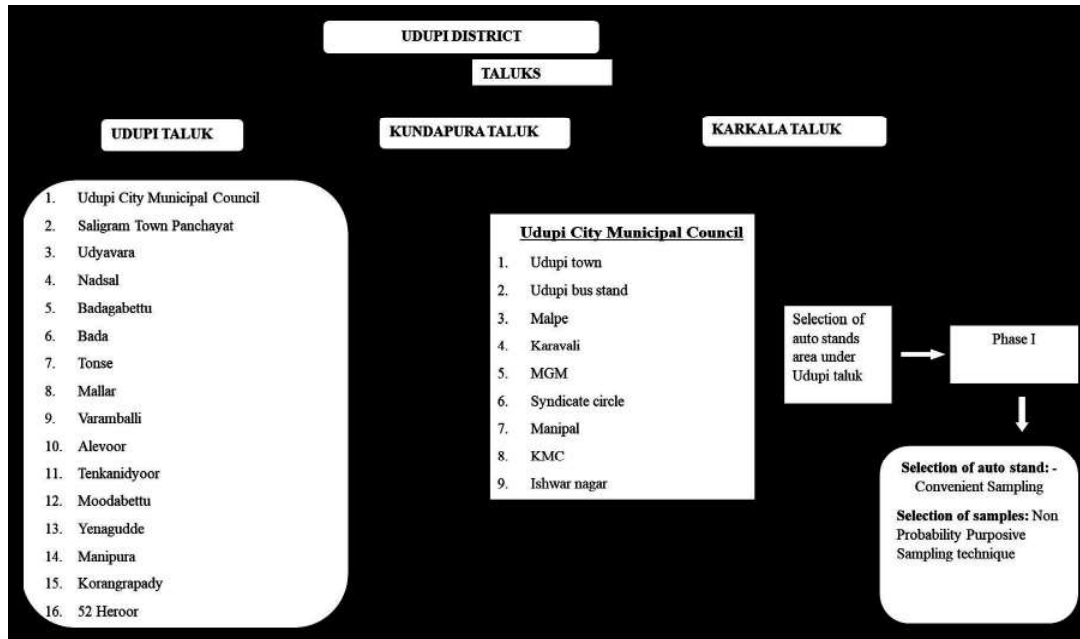 UDUPI DISTRICT
TALUKS
UDUPI TALUK
KUNDAPURA TALUK
KARKALA TALUK
1. Udupi City Municipal Council
2. Saligram Town Panchayat
3. Udyavara
4. Nadsal
5. Badagabettu
6. Bada
7. Tonse
8. Mallar
9. Varamballi
10. Alevoor
11. Tenkanidyoor
12. Moodabettu
13. Yenagudde
14. Manipura
15. Korangrapady
16. 52 Heroor
Udupi City Municipal Council
1. Udupi town
2. Udupi bus stand
3. Malpe
4. Karavali
5. MGM
6. Syndicate circle
7. Manipal
8. KMC
9. Ishwar nagar
Selection of
auto stands
area under
Udupi taluk
Phase I
Selection of auto stand: -
Convenient Sampling
Selection of samples: Non
Probability Purposive
Sampling technique